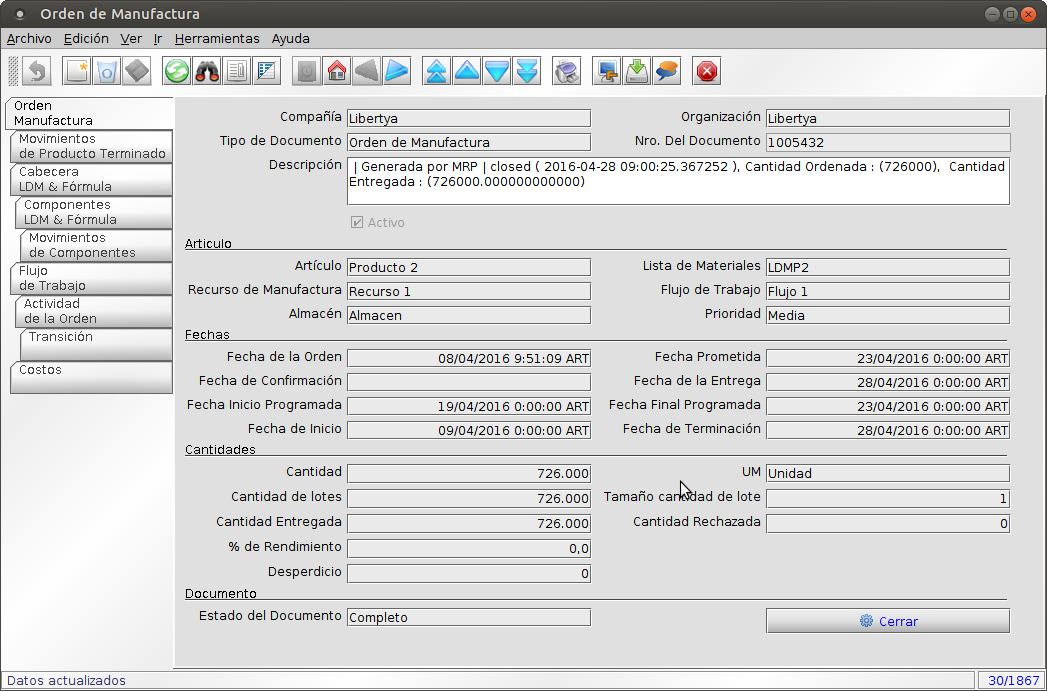 Orden de Manufactura
Archivo Edición Ver Ir Herramientas Ayuda
Orden
Manufactura
Movimientos
de Producto Terminado
Cabecera
LDM & Fórmula
Componentes
LDM & Fórmula
Movimientos
de Componentes
Flujo
de Trabajo
Actividad
de la Orden
Transición
Costos
Compañía Libertya Organización Libertya
Tipo de Documento Orden de Manufactura Nro. Del Documento 1005432
Descripción | Generada por MRP | closed ( 2016-04-28 09:00:25.367252 ), Cantidad Ordenada : (726000), Cantidad
Entregada : (726000.000000000000)
Activo
Articulo
Artículo Producto 2 Lista de Materiales LDMP2
Recurso de Manufactura Recurso 1 Flujo de Trabajo Flujo 1
Almacén Almacen Prioridad Media
Fechas
Fecha de la Orden 08/04/2016 9:51:09 ART Fecha Prometida 23/04/2016 0:00:00 ART
Fecha de Confirmación Fecha de la Entrega 28/04/2016 0:00:00 ART
Fecha Inicio Programada 19/04/2016 0:00:00 ART Fecha Final Programada 23/04/2016 0:00:00 ART
Fecha de Inicio 09/04/2016 0:00:00 ART Fecha de Terminación 28/04/2016 0:00:00 ART
Cantidades
Cantidad 726.000 UM Unidad
Cantidad de lotes 726.000 Tamaño cantidad de lote 1
Cantidad Entregada 726.000 Cantidad Rechazada 0
% de Rendimiento 0,0
Desperdicio 0
Documento
Estado del Documento Completo Cerrar
Datos actualizados 30/1867